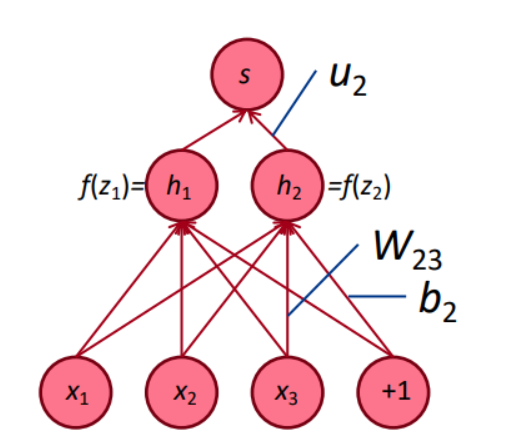 s
u₂
f(z₁)= h₁ h₂ =f(z₂)
W₂₃
b₂
x₁ x₂ x₃ +1